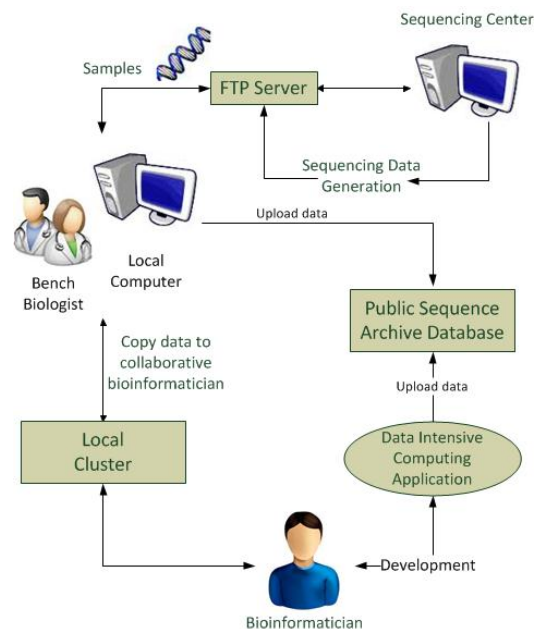 Sequencing Center
Samples
FTP Server
Sequencing Data
Generation
Upload data
Local
Computer
Bench
Biologist
Public Sequence
Archive Database
Copy data to
collaborative
bioinformatician
Upload data
Local
Cluster
Data Intensive
Computing
Application
Development
Bioinformatician